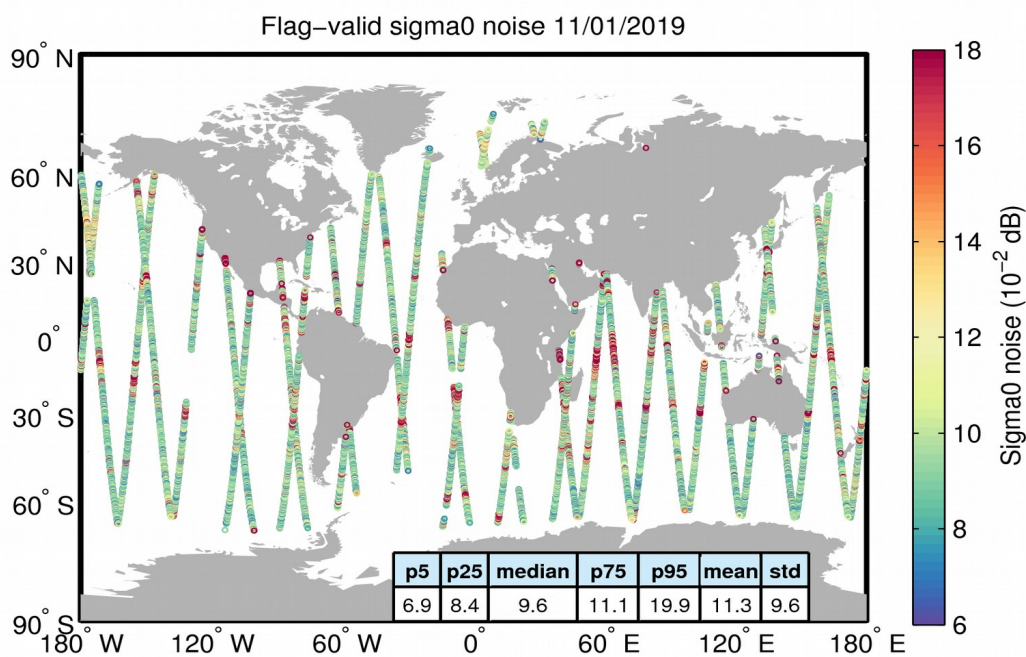 Flag−valid sigma0 noise 11/01/2019
90° N
60° N
30° N
0°
30° S
60° S
90° S
180° W
120° W
60° W
0°
60° E
120° E
180° E
p5 p25 median p75 p95 mean std
6.9 8.4 9.6 11.1 19.9 11.3 9.6
18
16
14
12
10
8
6
Sigma0 noise (10⁻² dB)